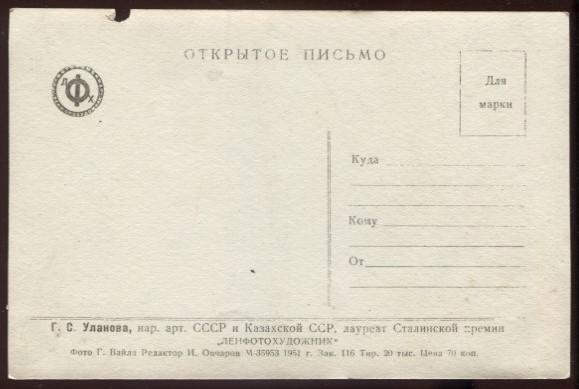 ОТКРЫТОЕ ПИСЬМО
Л Ф Х
Для
марки
Куда
Кому
От
Г. С. Уланова, нар. арт. СССР и Казахской ССР, лауреат Сталинской премии
„ЛЕНФОТОХУДОЖНИК"
Фото Г. Вайля Редактор И. Овчаров М-35953 1951 г. Зак. 116 Тир. 20 тыс. Цена 70 коп.